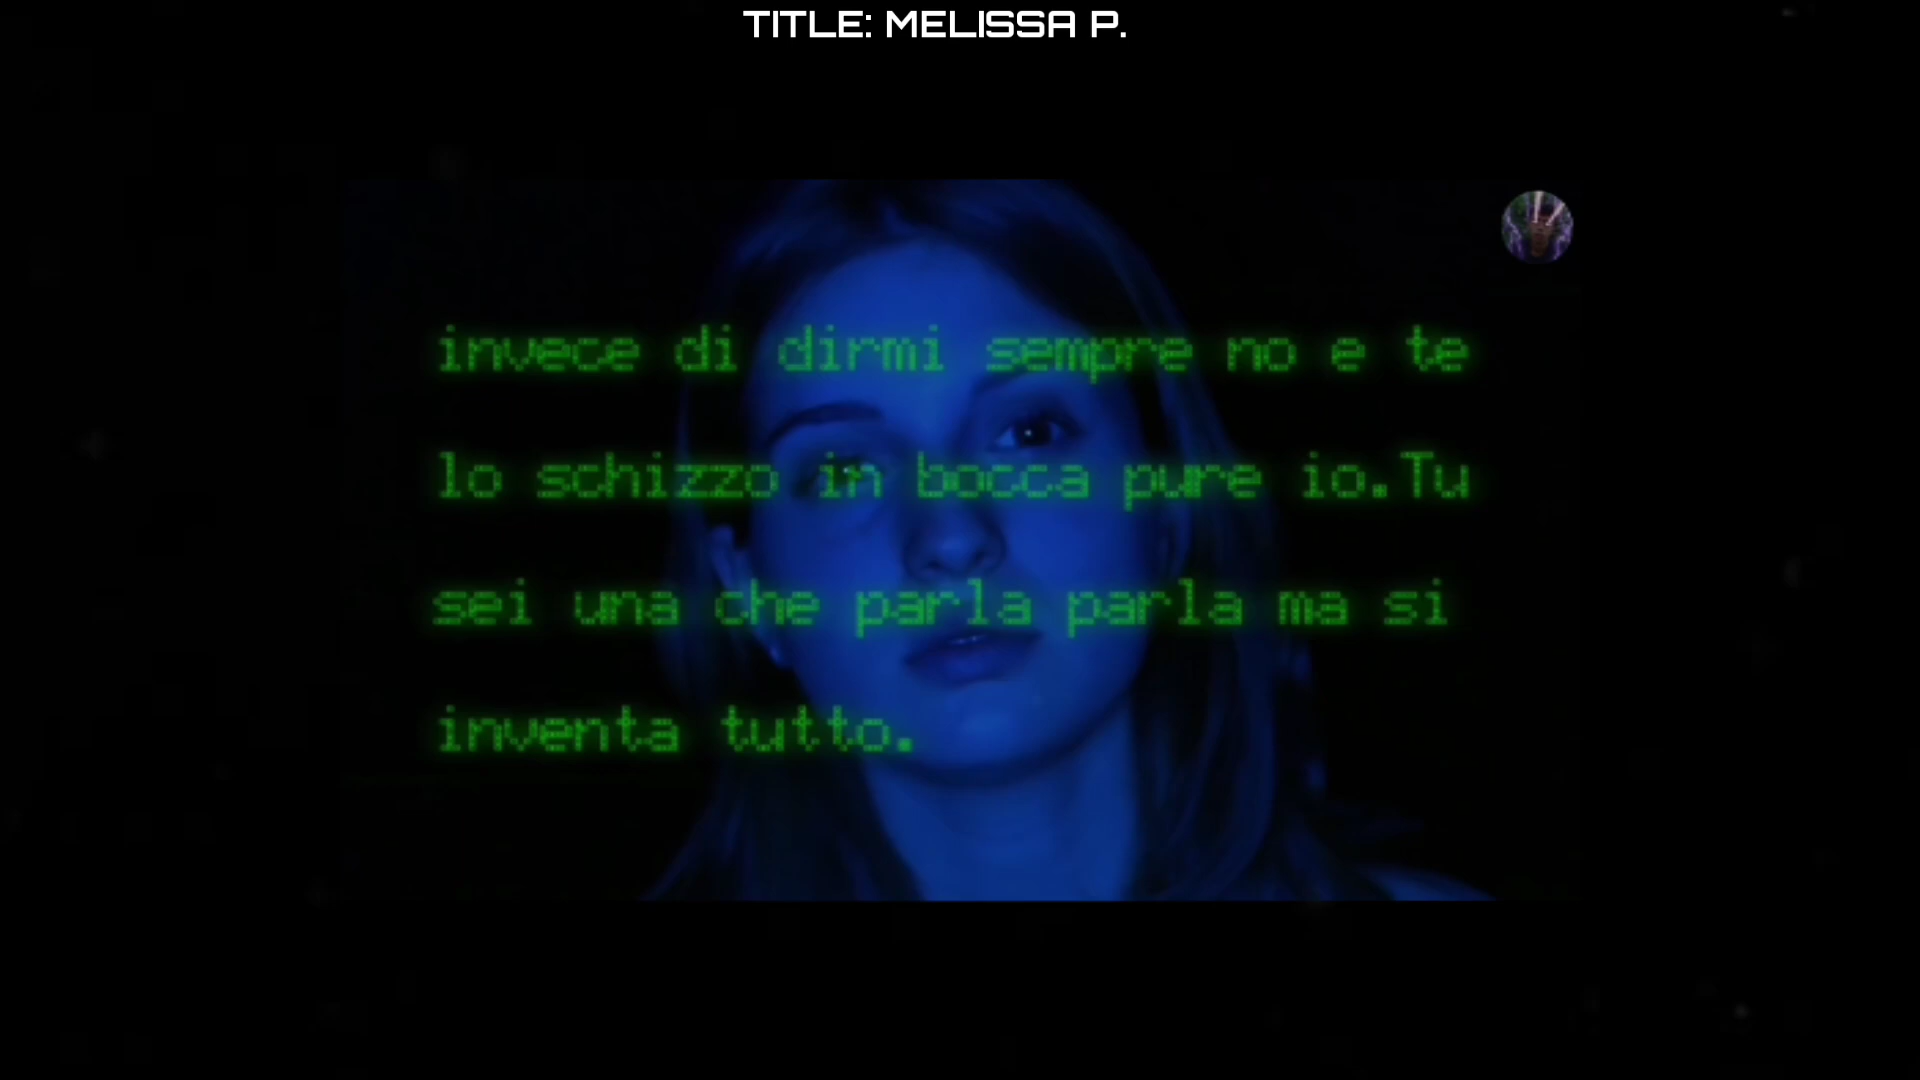 TITLE: MELISSA P.
invece di dirmi sempre no e te
lo schizzo in bocca pure io.Tu
sei una che parla parla ma si
inventa tutto.